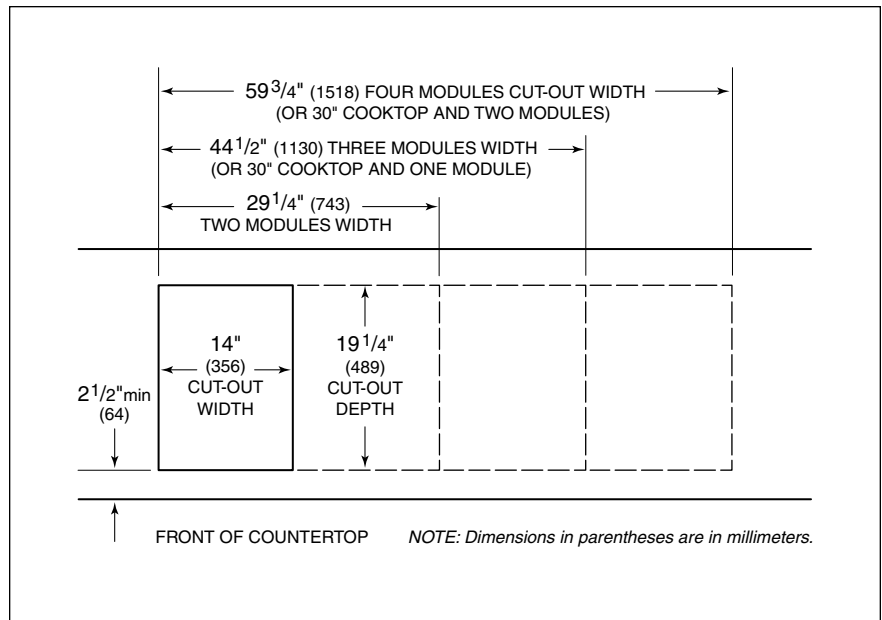 59 3/4" (1518) FOUR MODULES CUT-OUT WIDTH
(OR 30" COOKTOP AND TWO MODULES)
44 1/2" (1130) THREE MODULES WIDTH
(OR 30" COOKTOP AND ONE MODULE)
29 1/4" (743)
TWO MODULES WIDTH
14"
(356)
CUT-OUT
WIDTH
19 1/4"
(489)
CUT-OUT
DEPTH
2 1/2" min
(64)
FRONT OF COUNTERTOP
NOTE: Dimensions in parentheses are in millimeters.